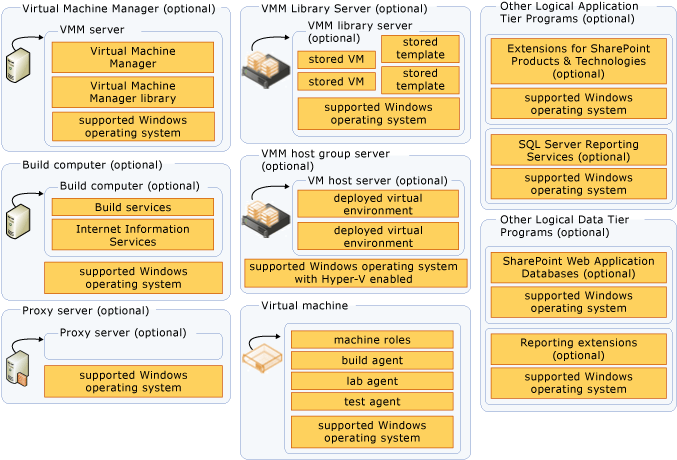 Virtual Machine Manager (optional)
VMM server
Virtual Machine
Manager
Virtual Machine
Manager library
supported Windows
operating system
Build computer (optional)
Build computer (optional)
Build services
Internet Information
Services
supported Windows
operating system
Proxy server (optional)
Proxy server (optional)
supported Windows
operating system
VMM Library Server (optional)
VMM library server
(optional)
stored VM
stored VM
stored
template
stored
template
supported Windows
operating system
VMM host group server
(optional)
VM host server (optional)
deployed virtual
environment
deployed virtual
environment
supported Windows operating system
with Hyper-V enabled
Virtual machine
machine roles
build agent
lab agent
test agent
supported Windows
operating system
Other Logical Application
Tier Programs (optional)
Extensions for SharePoint
Products & Technologies
(optional)
supported Windows
operating system
SQL Server Reporting
Services (optional)
supported Windows
operating system
Other Logical Data Tier
Programs (optional)
SharePoint Web Application
Databases (optional)
supported Windows
operating system
Reporting extensions
(optional)
supported Windows
operating system